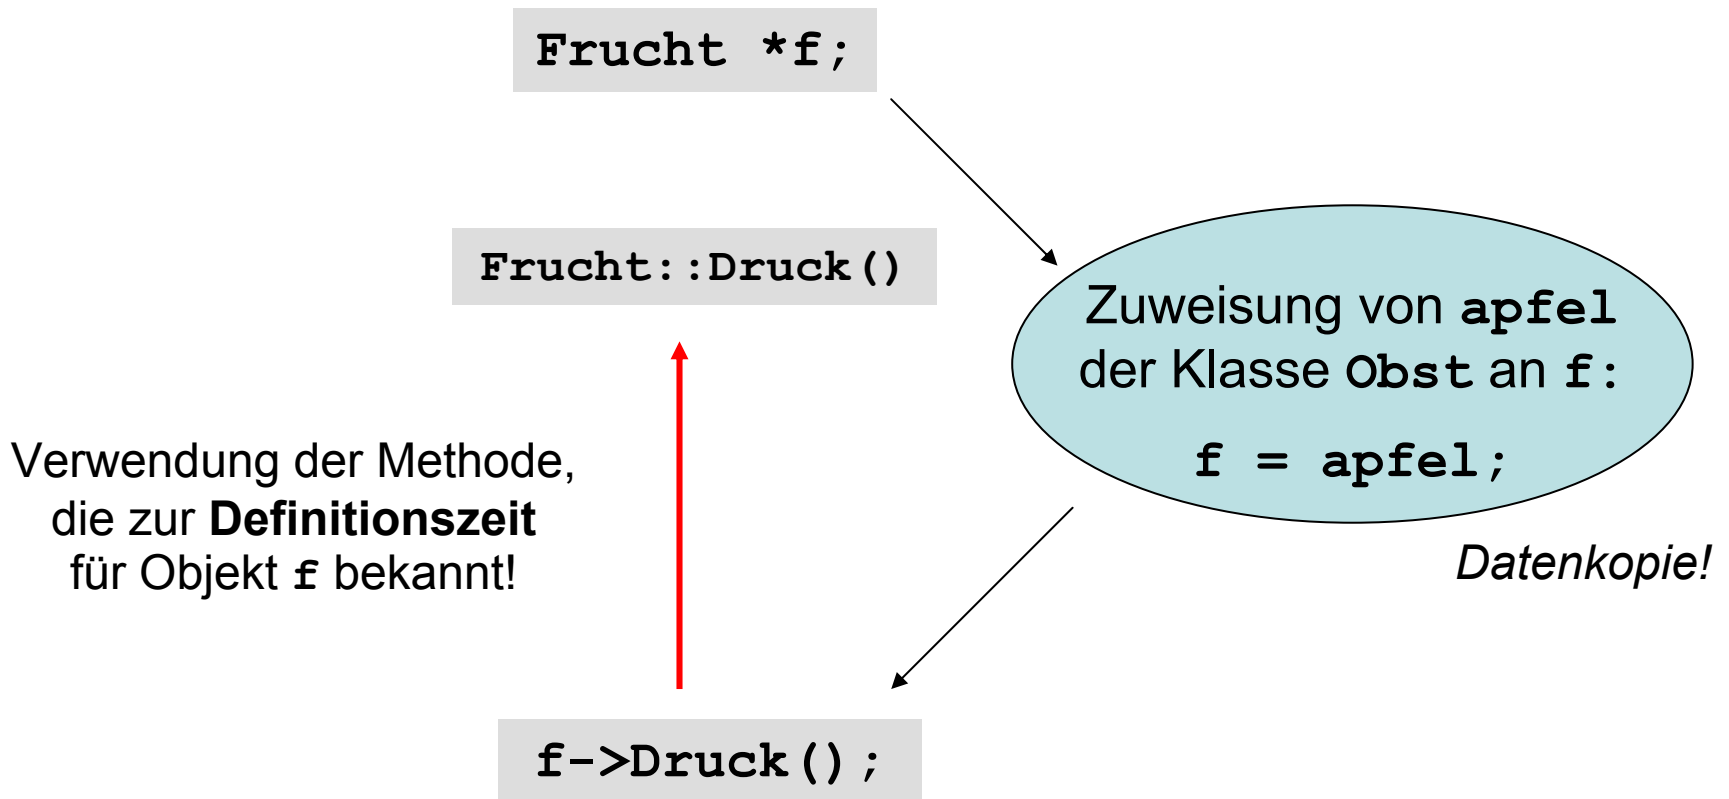 Frucht *f;
Frucht::Druck()
Zuweisung von apfel
der Klasse Obst an f:
f = apfel;
Verwendung der Methode,
die zur Definitionszeit
für Objekt f bekannt!
Datenkopie!
f->Druck();